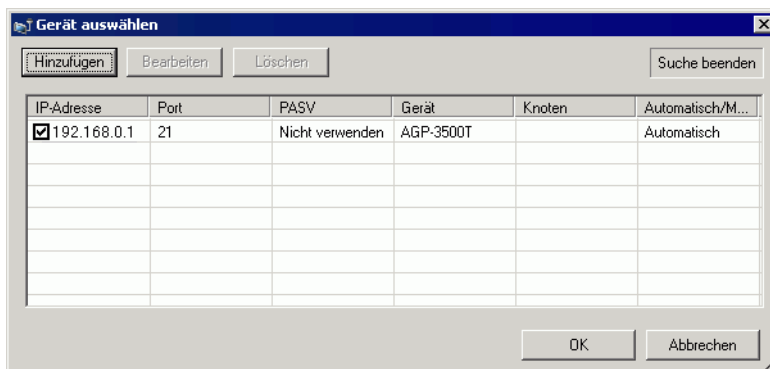 Gerät auswählen
Hinzufügen Bearbeiten Löschen Suche beenden
IP-Adresse Port PASV Gerät Knoten Automatisch/M...
192.168.0.1 21 Nicht verwenden AGP-3500T Automatisch
OK Abbrechen